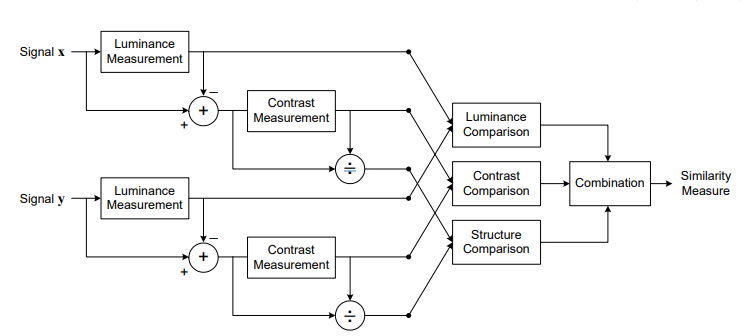 Luminance
Measurement
Signal x
−
+
+
Contrast
Measurement
Luminance
Comparison
÷
Contrast
Comparison
Combination
Similarity
Measure
Luminance
Measurement
Signal y
−
+
+
Structure
Comparison
Contrast
Measurement
÷